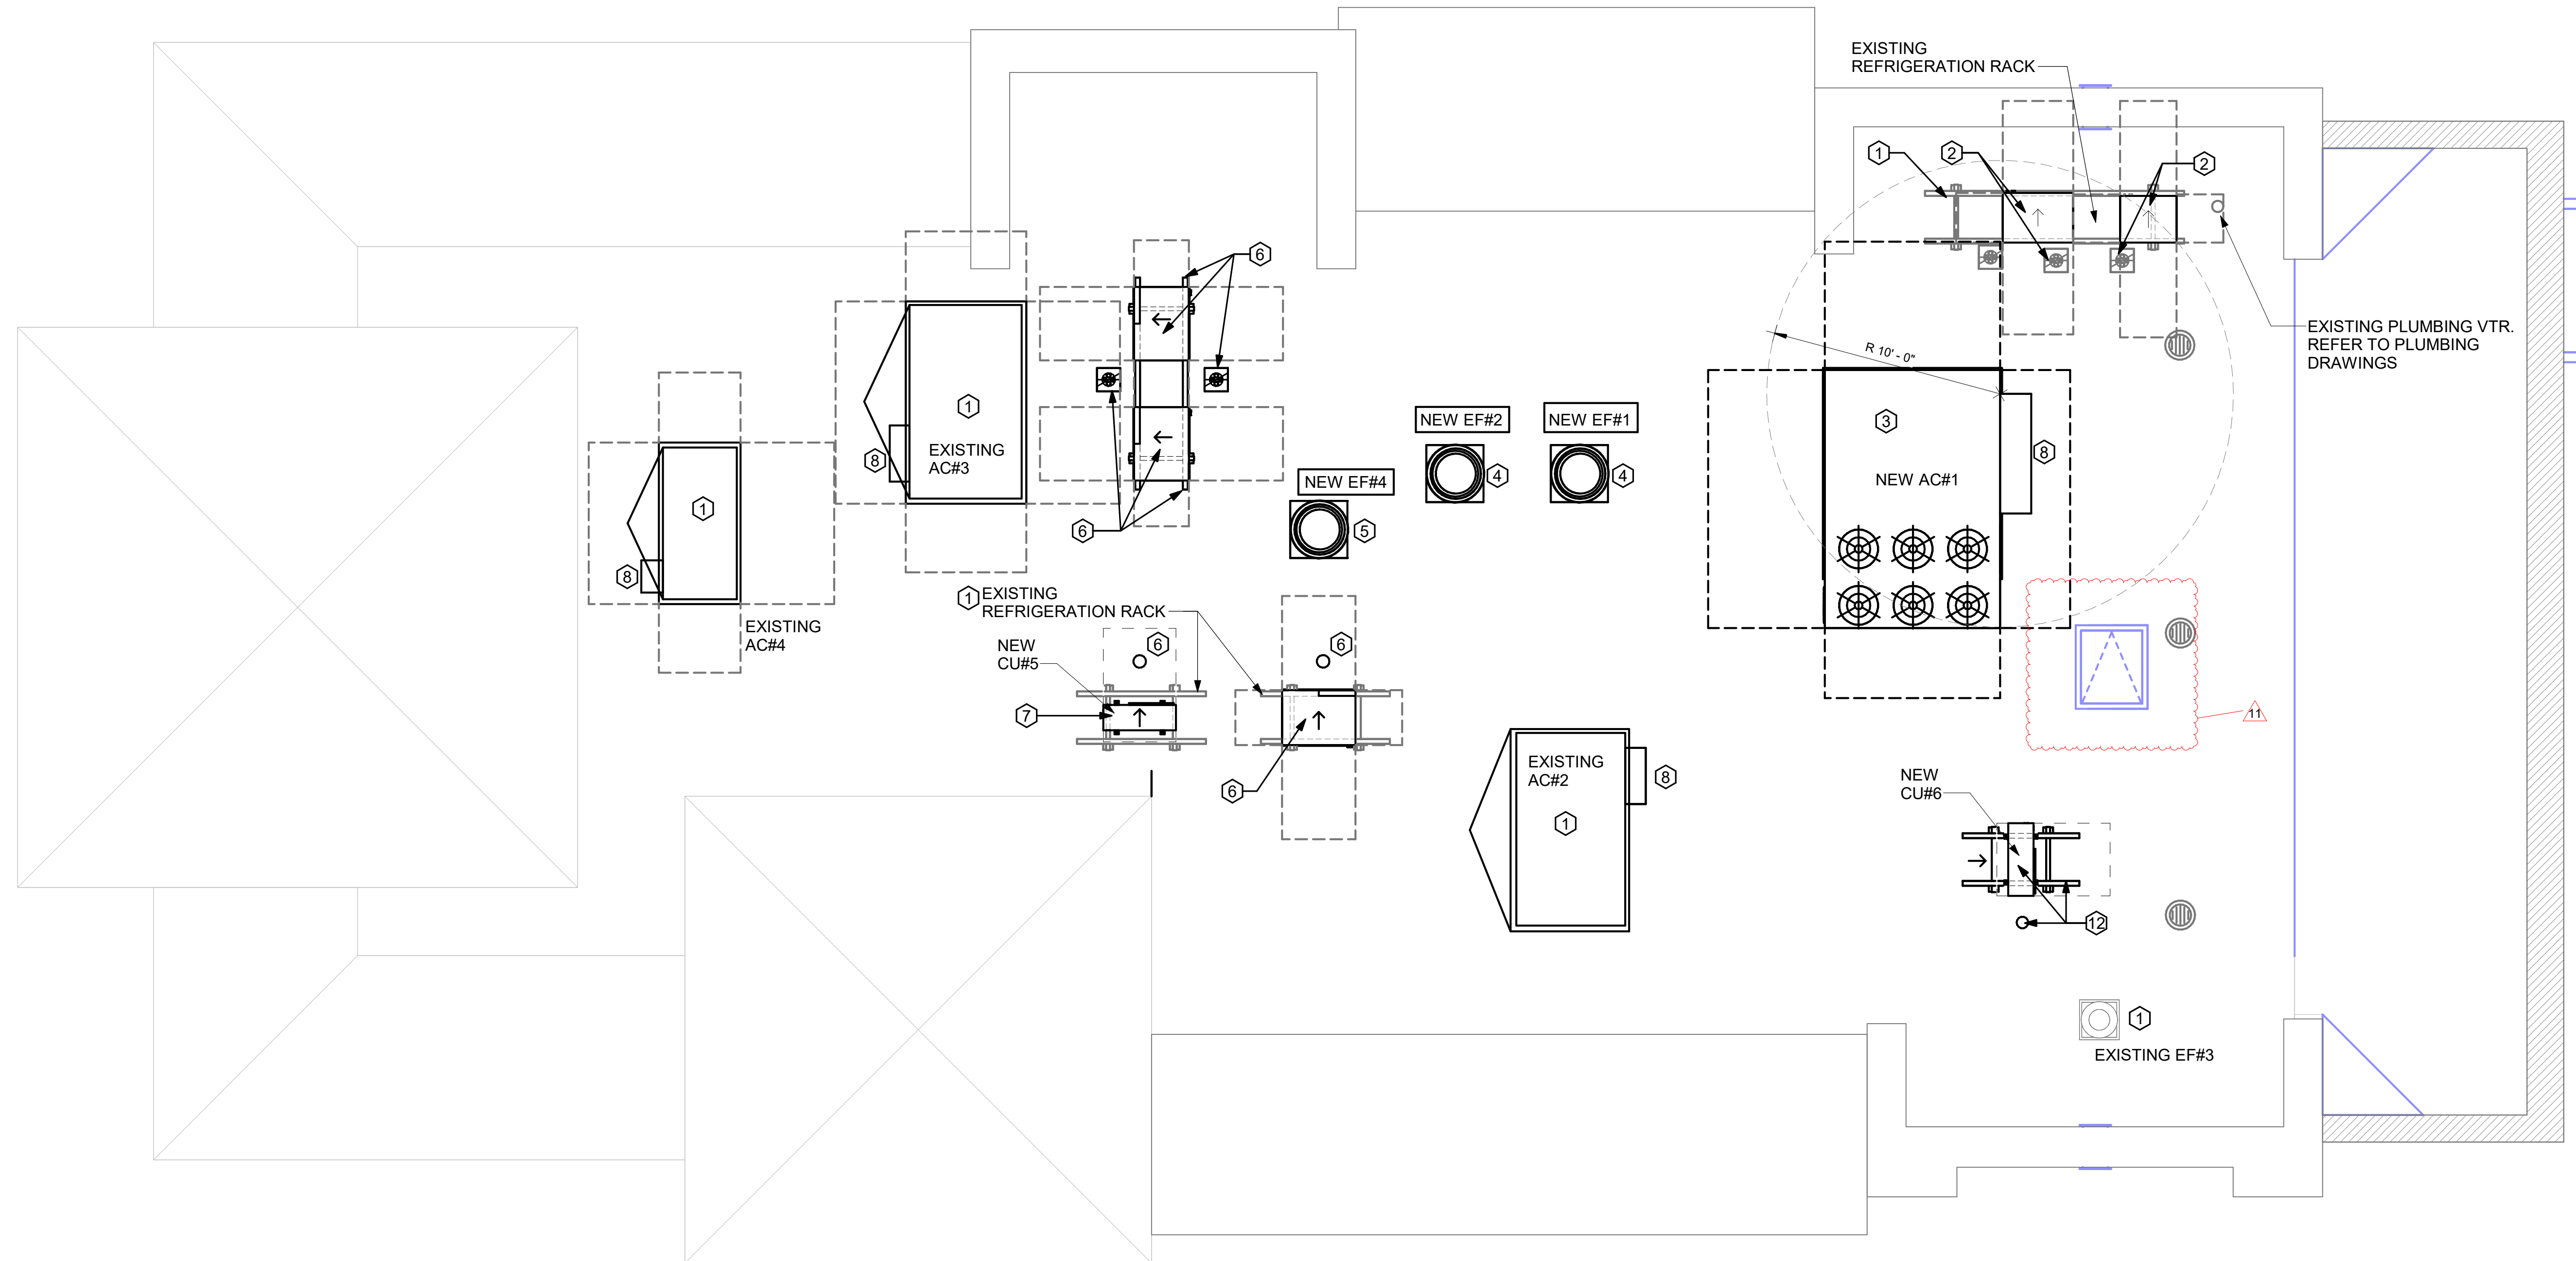 EXISTING
REFRIGERATION RACK
1
2
2
6
EXISTING PLUMBING VTR.
REFER TO PLUMBING
DRAWINGS
R 10' - 0"
1
EXISTING
AC#3
8
NEW EF#2
NEW EF#1
3
4
4
8
NEW AC#1
NEW EF#4
5
6
1
8
EXISTING
AC#4
1
EXISTING
REFRIGERATION RACK
NEW
CU#5
6
6
7
6
11
EXISTING
AC#2
8
1
NEW
CU#6
12
1
EXISTING EF#3